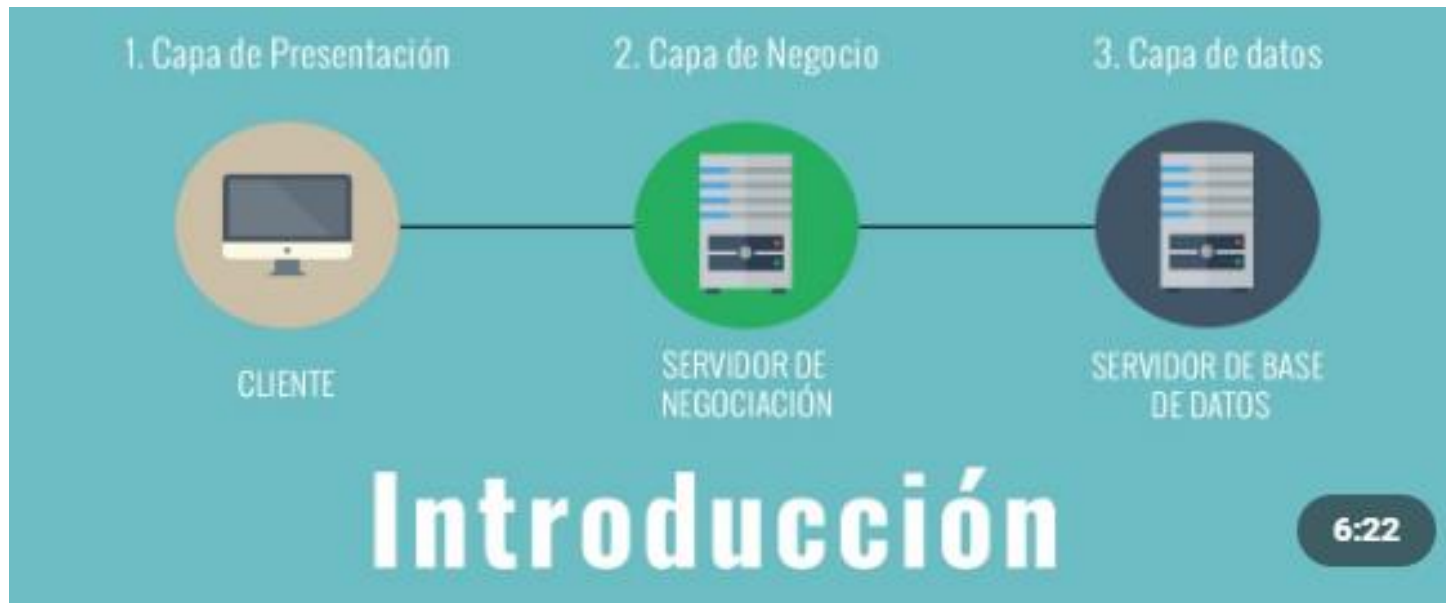 1. Capa de Presentación
2. Capa de Negocio
3. Capa de datos
CLIENTE
SERVIDOR DE
NEGOCIACIÓN
SERVIDOR DE BASE
DE DATOS
Introducción
6:22